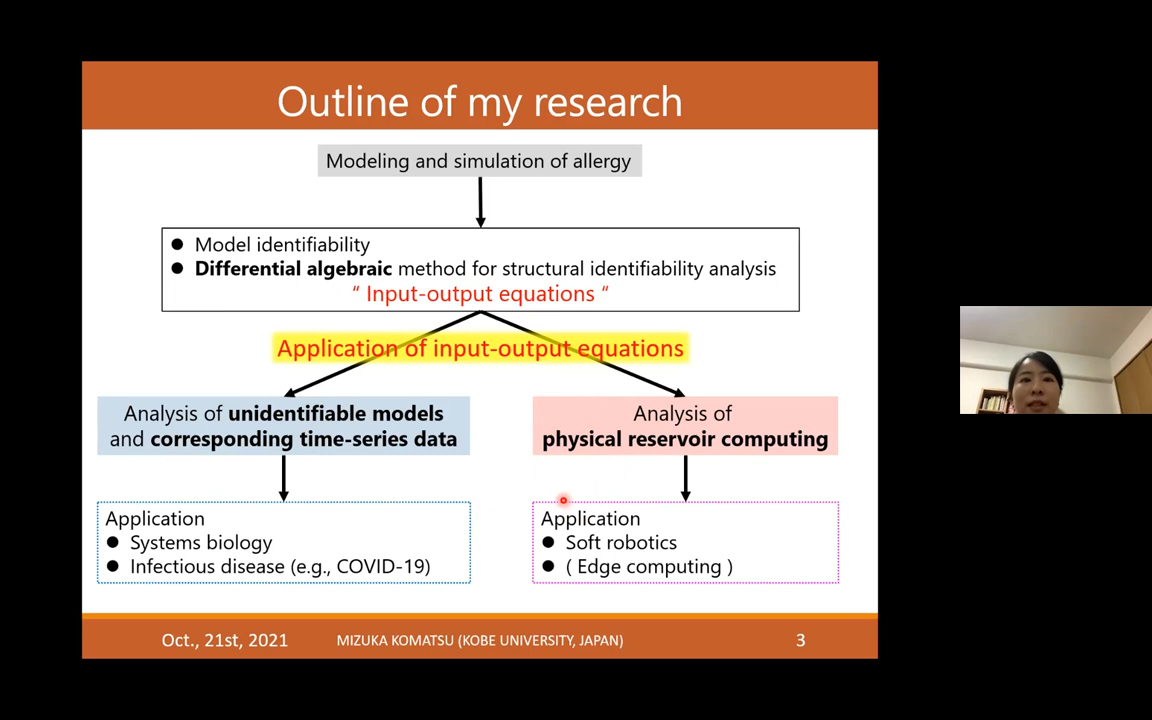 Outline of my research
Modeling and simulation of allergy
● Model identifiability
● Differential algebraic method for structural identifiability analysis
“ Input-output equations “
Application of input-output equations
Analysis of unidentifiable models
and corresponding time-series data
Analysis of
physical reservoir computing
Application
● Systems biology
● Infectious disease (e.g., COVID-19)
Application
● Soft robotics
● ( Edge computing )
Oct., 21st, 2021
MIZUKA KOMATSU (KOBE UNIVERSITY, JAPAN)
3